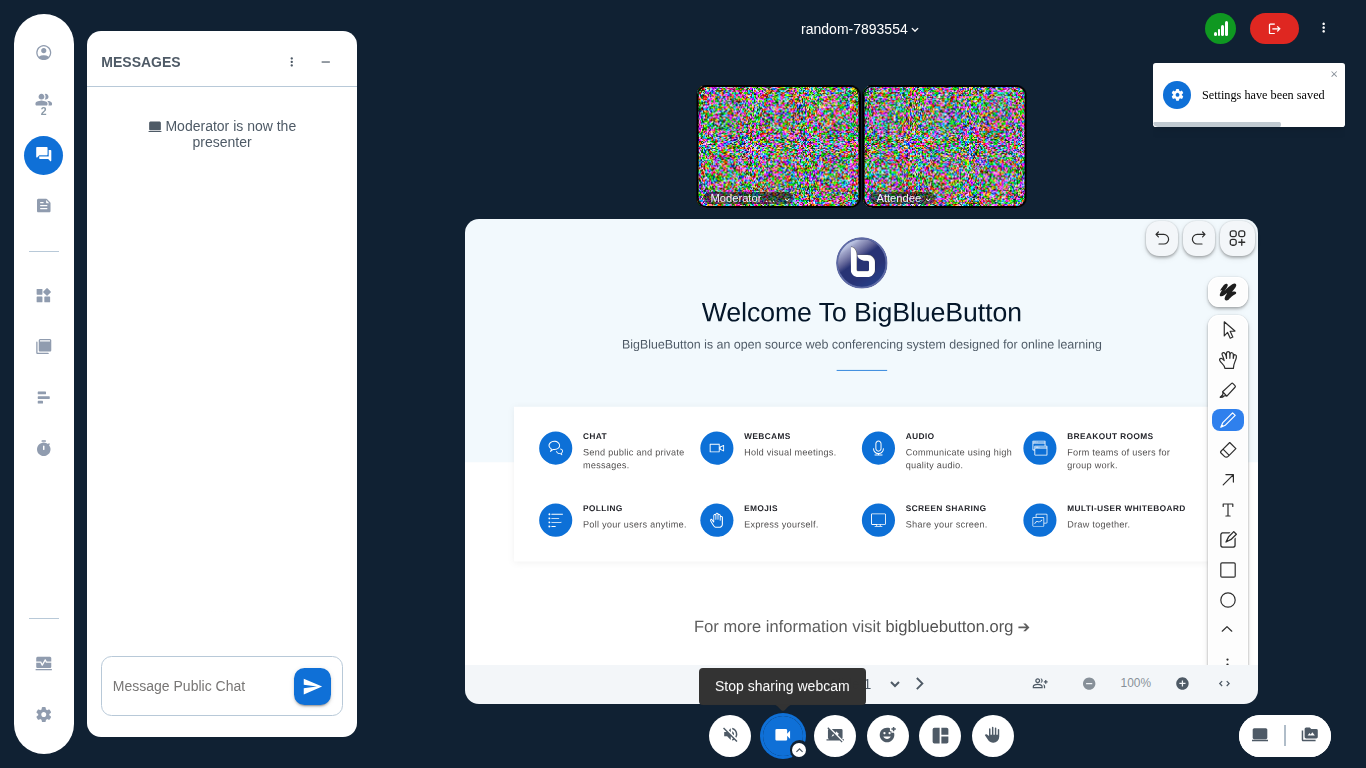 random-7893554
MESSAGES
2
Settings have been saved
Moderator is now the
presenter
Moderator ...
Attendee
Welcome To BigBlueButton
BigBlueButton is an open source web conferencing system designed for online learning
CHAT
Send public and private
messages.
WEBCAMS
Hold visual meetings.
AUDIO
Communicate using high
quality audio.
BREAKOUT ROOMS
Form teams of users for
group work.
POLLING
Poll your users anytime.
EMOJIS
Express yourself.
SCREEN SHARING
Share your screen.
MULTI-USER WHITEBOARD
Draw together.
For more information visit bigbluebutton.org →
Message Public Chat
Stop sharing webcam
1
100%